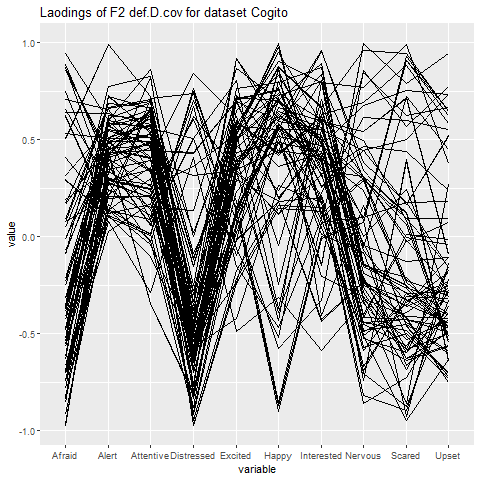 Laodings of F2 def.D.cov for dataset Cogito
1.0
0.5
0.0
-0.5
-1.0
value
Afraid Alert Attentive Distressed Excited Happy Interested Nervous Scared Upset
variable